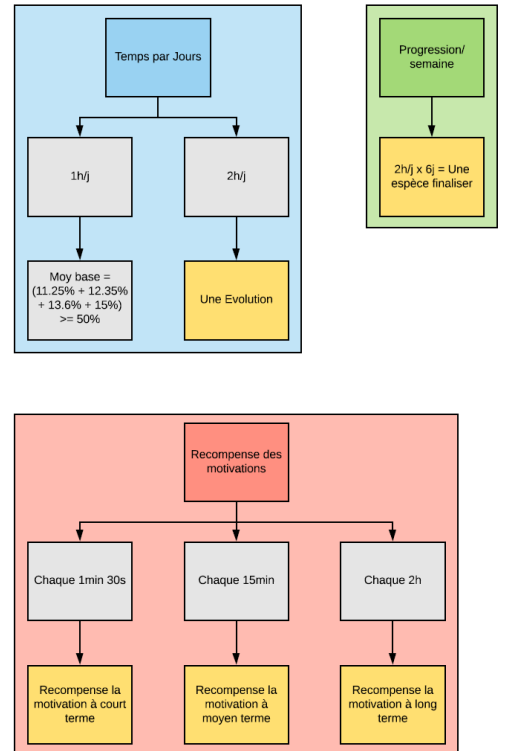 Temps par Jours
1h/j
2h/j
Moy base =
(11.25% + 12.35%
+ 13.6% + 15%)
>= 50%
Une Evolution
Progression/
semaine
2h/j x 6j = Une
espèce finaliser
Recompense des
motivations
Chaque 1min 30s
Chaque 15min
Chaque 2h
Recompense la
motivation à court
terme
Recompense la
motivation à
moyen terme
Recompense la
motivation à long
terme